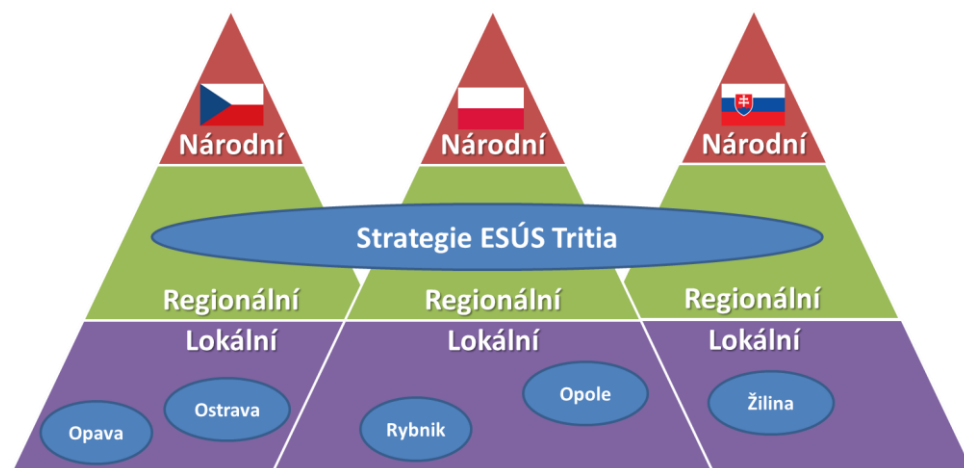 Národní
Národní
Národní
Strategie ESÚS Tritia
Regionální
Regionální
Regionální
Lokální
Lokální
Lokální
Opava
Ostrava
Rybnik
Opole
Žilina